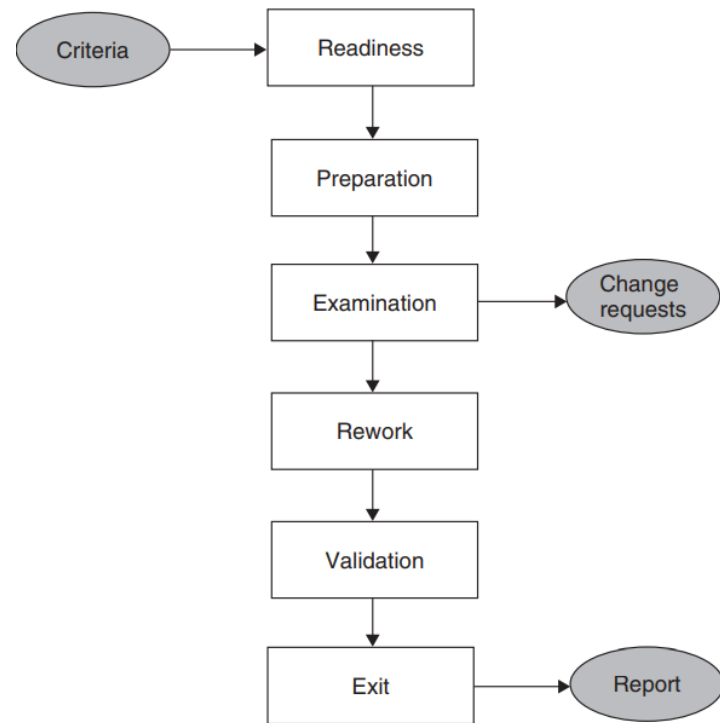 Criteria
Readiness
Preparation
Examination
Change
requests
Rework
Validation
Exit
Report